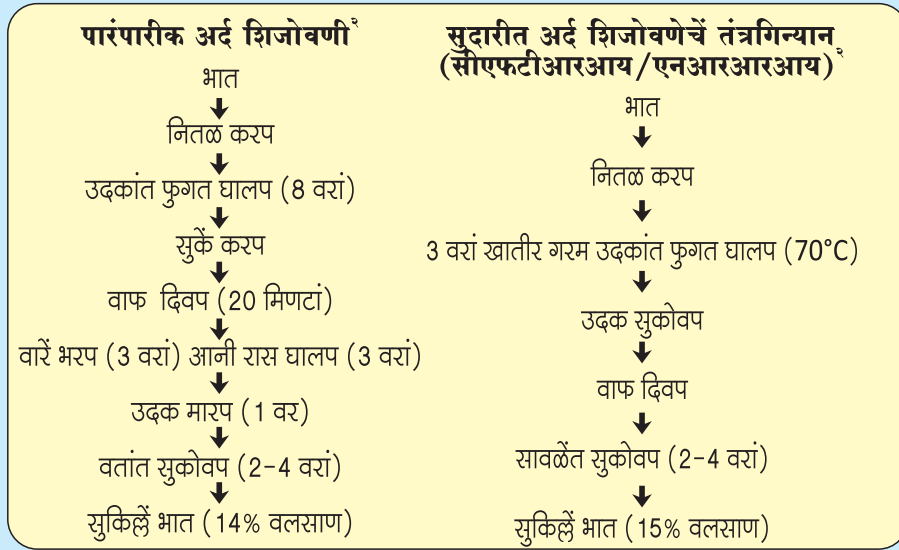 पारंपारीक अर्द शिजोवणी²
भात
नितळ करप
उदकांत फुगत घालप (8 वरां)
सुकें करप
वाफ दिवप (20 मिणटां)
वारें भरप (3 वरां) आनी रास घालप (3 वरां)
उदक मारप (1 वर)
वतांत सुकोवप (2-4 वरां)
सुकिल्लें भात (14% वलसाण)
सुदारीत अर्द शिजोवणेचें तंत्रगिन्यान
(सीएफटीआरआय/एनआरआरआय)²
भात
नितळ करप
3 वरां खातीर गरम उदकांत फुगत घालप (70°C)
उदक सुकोवप
वाफ दिवप
सावळेंत सुकोवप (2-4 वरां)
सुकिल्लें भात (15% वलसाण)